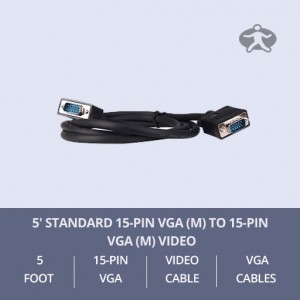 5' STANDARD 15-PIN VGA (M) TO 15-PIN
VGA (M) VIDEO
5 15-PIN VIDEO VGA
FOOT VGA CABLE CABLES